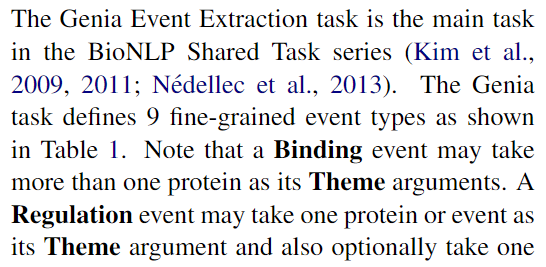 The Genia Event Extraction task is the main task
in the BioNLP Shared Task series (Kim et al.,
2009, 2011; Nédellec et al., 2013). The Genia
task defines 9 fine-grained event types as shown
in Table 1. Note that a Binding event may take
more than one protein as its Theme arguments. A
Regulation event may take one protein or event as
its Theme argument and also optionally take one